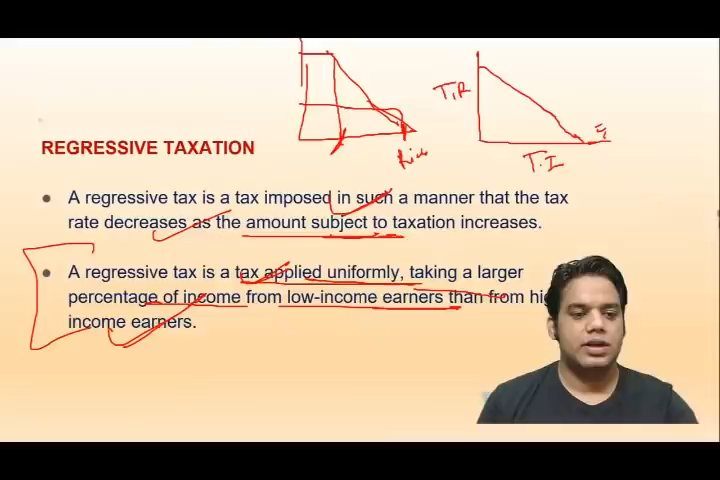 T.R
T.I
REGRESSIVE TAXATION
A regressive tax is a tax imposed in such a manner that the tax
rate decreases as the amount subject to taxation increases.
A regressive tax is a tax applied uniformly, taking a larger
percentage of income from low-income earners than from
income earners.